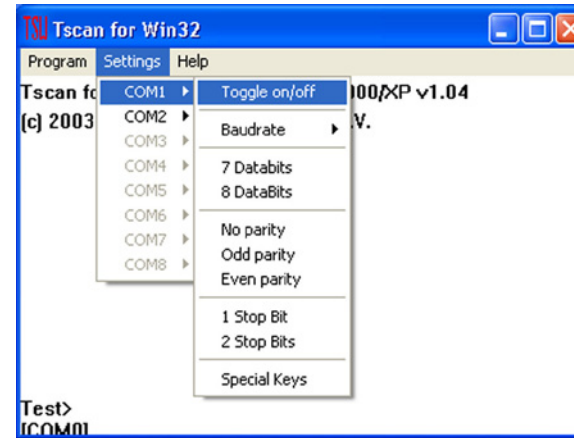 TSU Tscan for Win32
Program Settings Help
Tscan fo
000/XP v1.04
(c) 2003
.V.
COM1
COM2
COM3
COM4
COM5
COM6
COM7
COM8
Toggle on/off
Baudrate
7 Databits
8 DataBits
No parity
Odd parity
Even parity
1 Stop Bit
2 Stop Bits
Special Keys
Test>
[COM0]